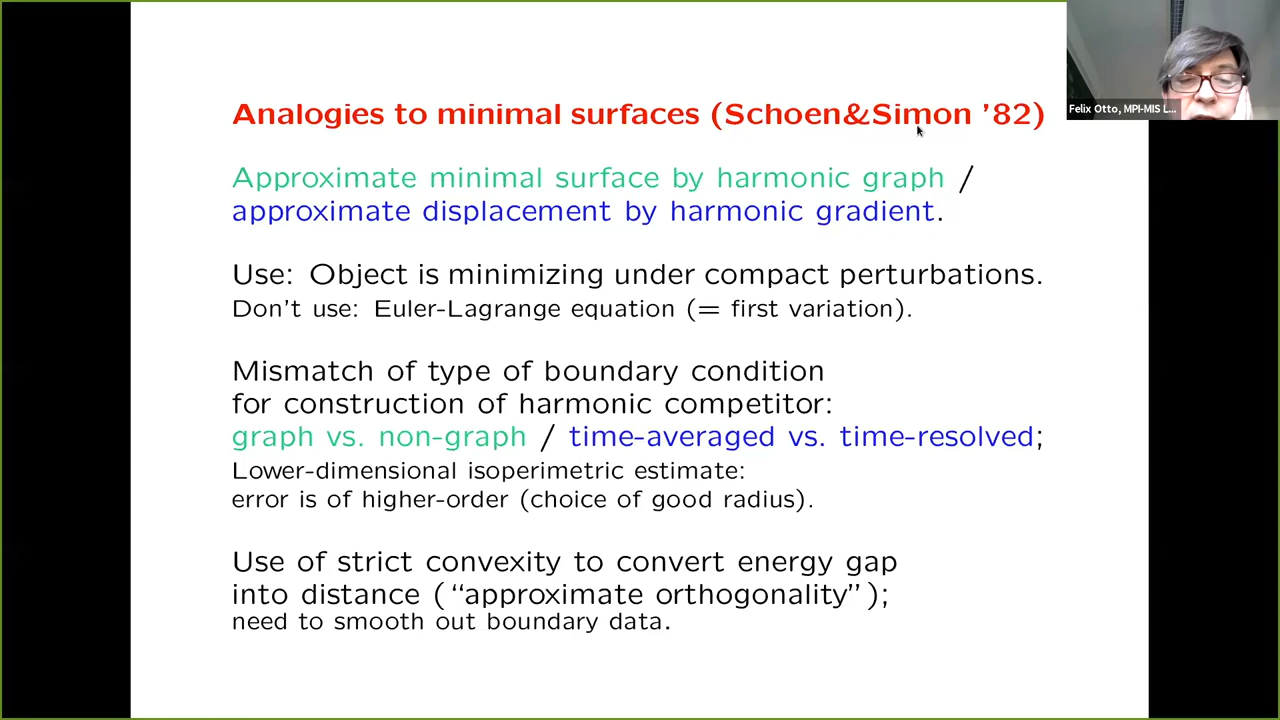 Analogies to minimal surfaces (Schoen&Simon '82)
Approximate minimal surface by harmonic graph /
approximate displacement by harmonic gradient.
Use: Object is minimizing under compact perturbations.
Don't use: Euler-Lagrange equation (= first variation).
Mismatch of type of boundary condition
for construction of harmonic competitor:
graph vs. non-graph / time-averaged vs. time-resolved;
Lower-dimensional isoperimetric estimate:
error is of higher-order (choice of good radius).
Use of strict convexity to convert energy gap
into distance (“approximate orthogonality”);
need to smooth out boundary data.
Felix Otto, MPI-MIS L...